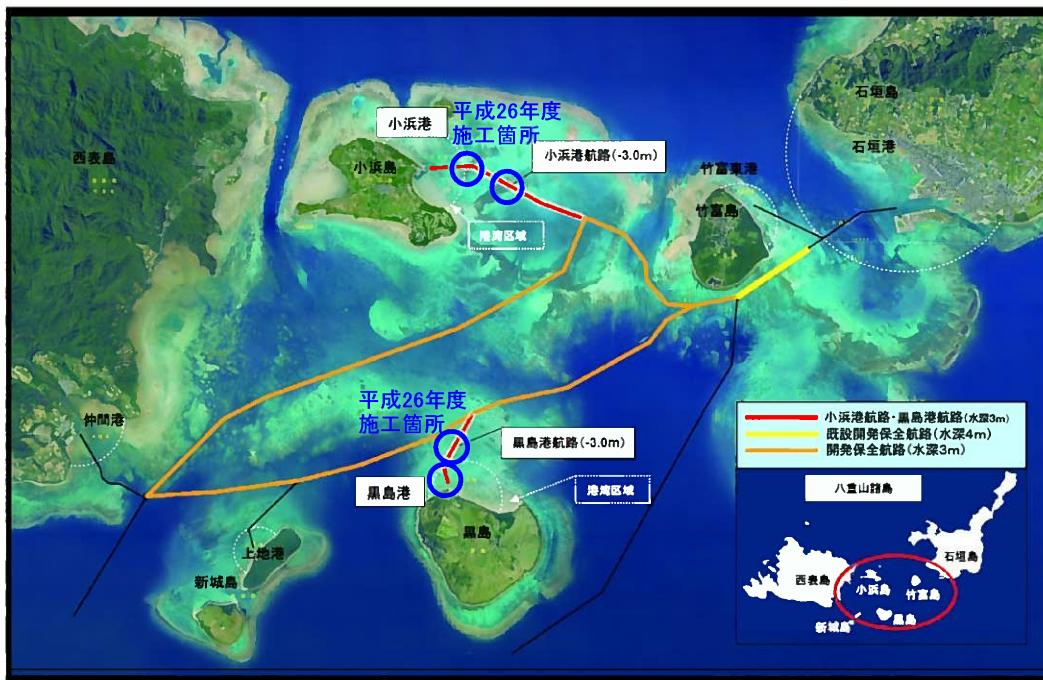 平成26年度
施工箇所
小浜港
小浜港航路(-3.0m)
石垣島
石垣港
西表島
小浜島
竹富東港
竹富島
港湾区域
平成26年度
施工箇所
仲間港
黒島港航路(-3.0m)
黒島港
港湾区域
黒島
上地港
新城島
小浜港航路・黒島港航路(水深3m)
既設開発保全航路(水深4m)
開発保全航路(水深3m)
八重山諸島
石垣島
西表島
小浜島
竹富島
新城島
黒島